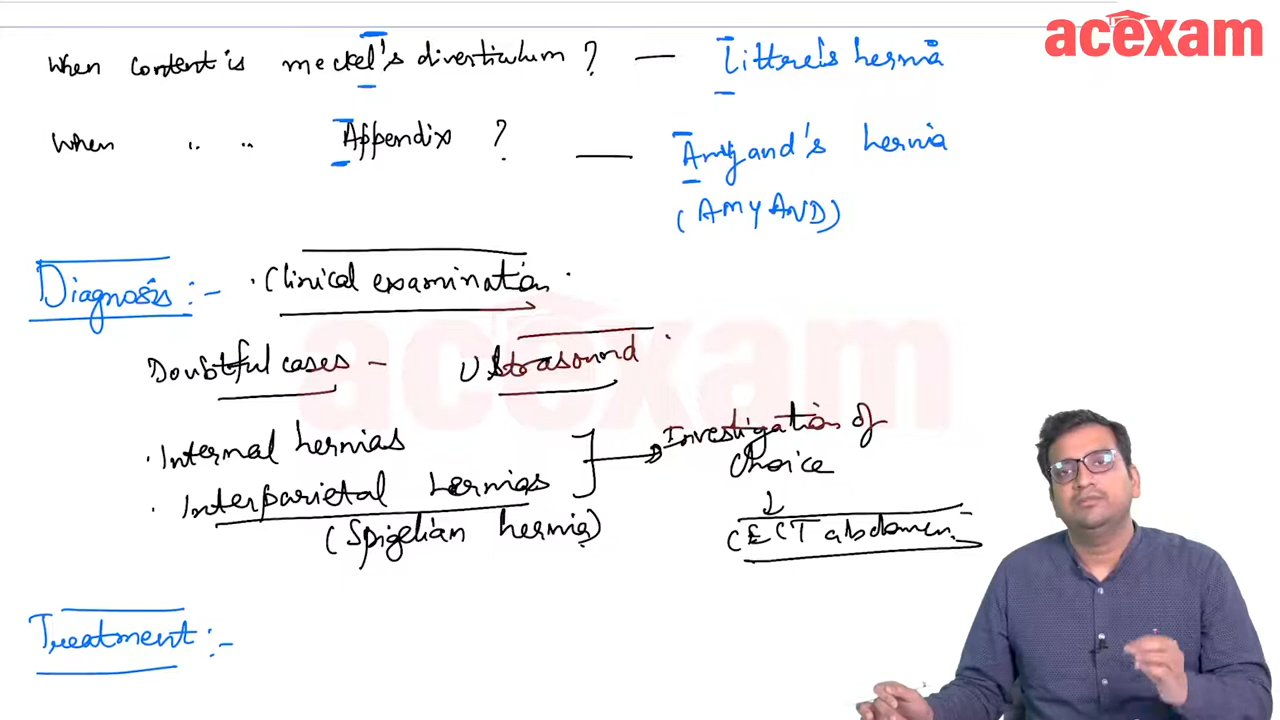 acexam
When content is meckel's diverticulum ? — Littre's hernia
When .. .. Appendix ? — Amyand's hernia
(AMYAND)
Diagnosis :- . Clinical examination .
Doubtful cases - Ultrasound .
. Internal hernias
. Interparietal hernias
(Spigelian hernia)
Investigation of
choice
CECT abdomen.
Treatment :-
acexam